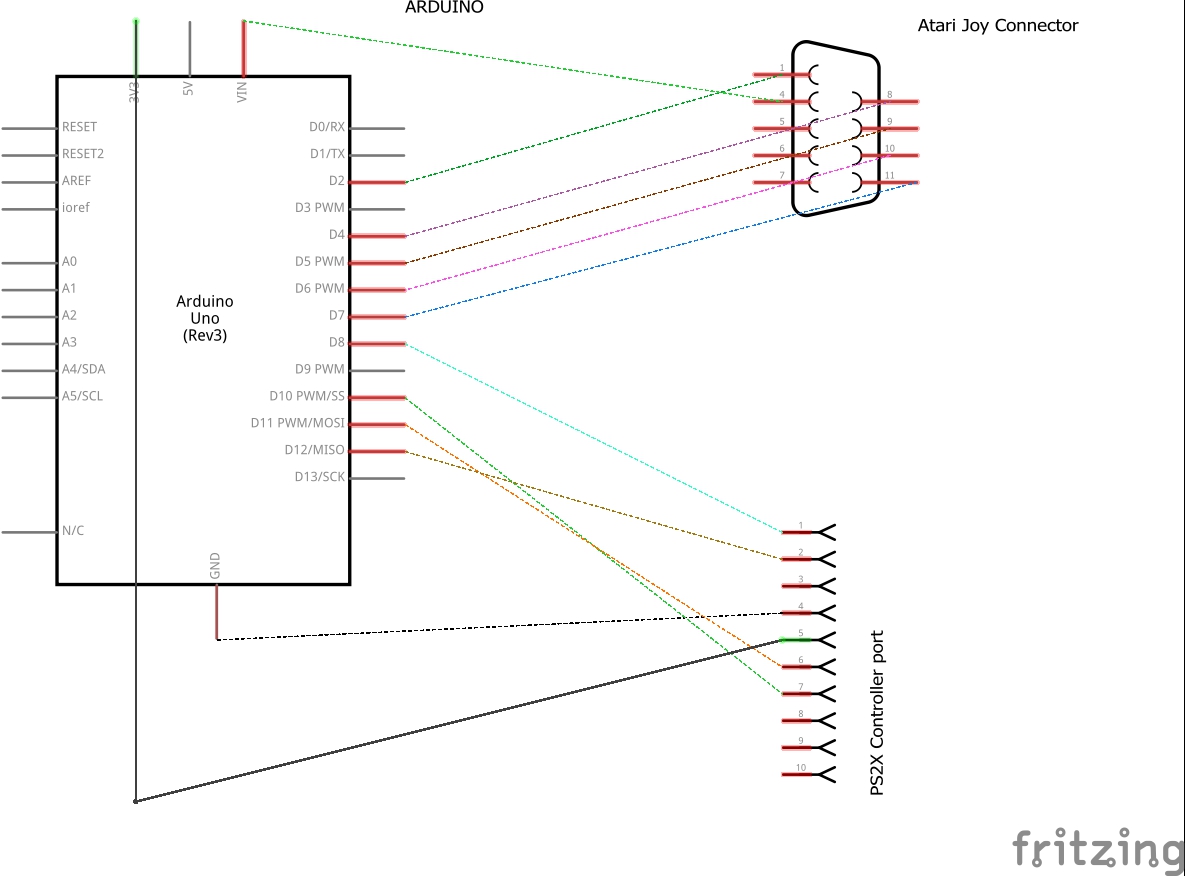 ARDUINO
Atari Joy Connector
3V3
5V
VIN
RESET
RESET2
AREF
ioref
A0
A1
A2
A3
A4/SDA
A5/SCL
N/C
Arduino
Uno
(Rev3)
D0/RX
D1/TX
D2
D3 PWM
D4
D5 PWM
D6 PWM
D7
D8
D9 PWM
D10 PWM/SS
D11 PWM/MOSI
D12/MISO
D13/SCK
GND
1
4
5
6
7
8
9
10
11
1
2
3
4
5
6
7
8
9
10
PS2X Controller port
fritzing